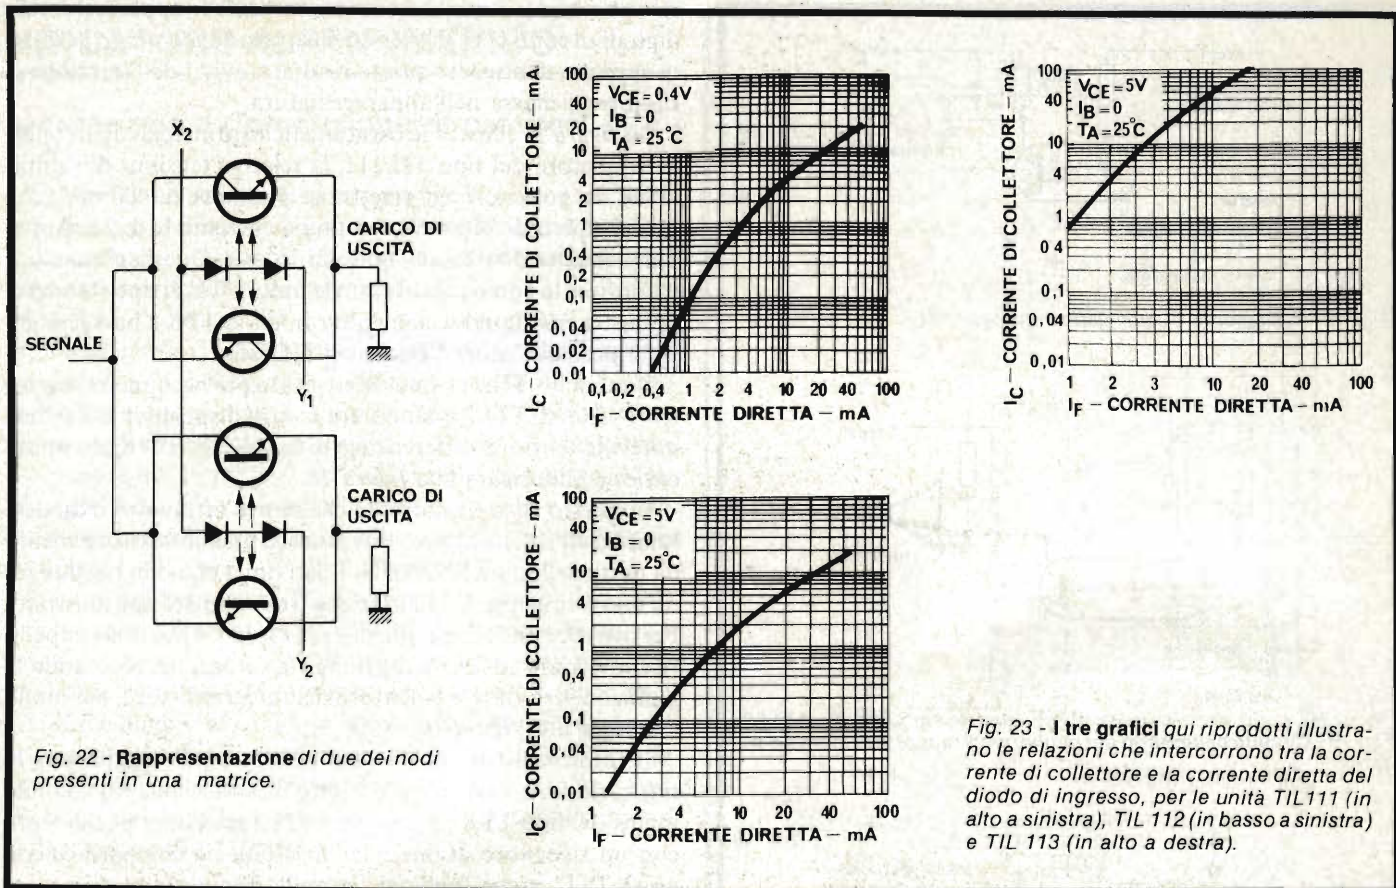 X2
SEGNALE
CARICO DI
USCITA
Y1
CARICO DI
USCITA
Y2
Fig. 22 - Rappresentazione di due dei nodi
presenti in una matrice.
IC — CORRENTE DI COLLETTORE — mA
100
40
20
10
4
2
1
0,4
0,2
0,1
0,04
0,02
0,01
VCE = 0,4V
IB = 0
TA = 25°C
0,1 0,2 0,4 1 2 4 10 20 40 100
IF — CORRENTE DIRETTA — mA
IC — CORRENTE DI COLLETTORE — mA
100
40
10
4
1
0,4
0,1
0,04
0,01
VCE = 5V
IB = 0
TA = 25°C
1 2 4 10 20 40 100
IF — CORRENTE DIRETTA — mA
IC — CORRENTE DI COLLETTORE — mA
100
40
10
4
1
0 4
0,1
0,04
0,01
VCE = 5V
IB = 0
TA = 25°C
1 2 3 10 20 40 100
IF — CORRENTE DIRETTA — mA
Fig. 23 - I tre grafici qui riprodotti illustra-
no le relazioni che intercorrono tra la cor-
rente di collettore e la corrente diretta del
diodo di ingresso, per le unità TIL111 (in
alto a sinistra), TIL 112 (in basso a sinistra)
e TIL 113 (in alto a destra).